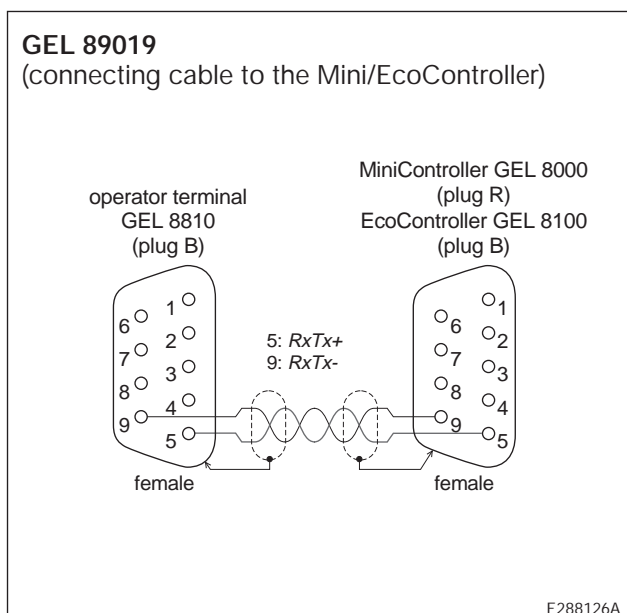 GEL 89019
(connecting cable to the Mini/EcoController)
MiniController GEL 8000
(plug R)
EcoController GEL 8100
(plug B)
operator terminal
GEL 8810
(plug B)
1
6
2
7
3
8
4
9
5
5: RxTx+
9: RxTx-
1
6
2
7
3
8
4
9
5
female
female
E288126A